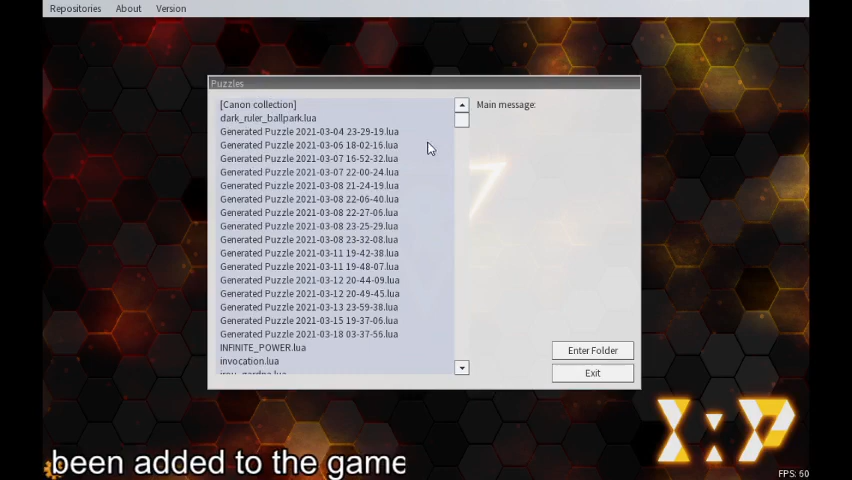 Repositories About Version
Puzzles
[Canon collection]
dark_ruler_ballpark.lua
Generated Puzzle 2021-03-04 23-29-19.lua
Generated Puzzle 2021-03-06 18-02-16.lua
Generated Puzzle 2021-03-07 16-52-32.lua
Generated Puzzle 2021-03-07 22-00-24.lua
Generated Puzzle 2021-03-08 21-24-19.lua
Generated Puzzle 2021-03-08 22-06-40.lua
Generated Puzzle 2021-03-08 22-27-06.lua
Generated Puzzle 2021-03-08 23-25-29.lua
Generated Puzzle 2021-03-08 23-32-08.lua
Generated Puzzle 2021-03-11 19-42-38.lua
Generated Puzzle 2021-03-11 19-48-07.lua
Generated Puzzle 2021-03-12 20-44-09.lua
Generated Puzzle 2021-03-12 20-49-45.lua
Generated Puzzle 2021-03-13 23-59-38.lua
Generated Puzzle 2021-03-15 19-37-06.lua
Generated Puzzle 2021-03-18 03-37-56.lua
INFINITE_POWER.lua
invocation.lua
Main message:
Enter Folder
Exit
X:P
been added to the game
FPS: 60